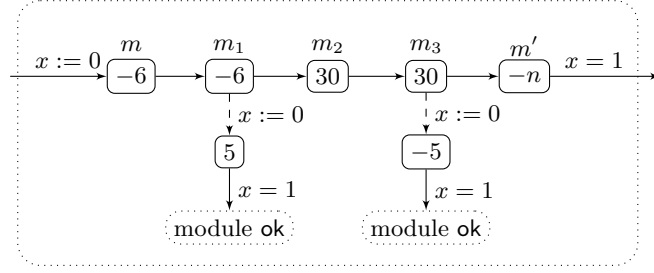 m m₁ m₂ m₃ m′
x := 0 −6 −6 30 30 −n x = 1
x := 0 x := 0
5 −5
x = 1 x = 1
module ok module ok